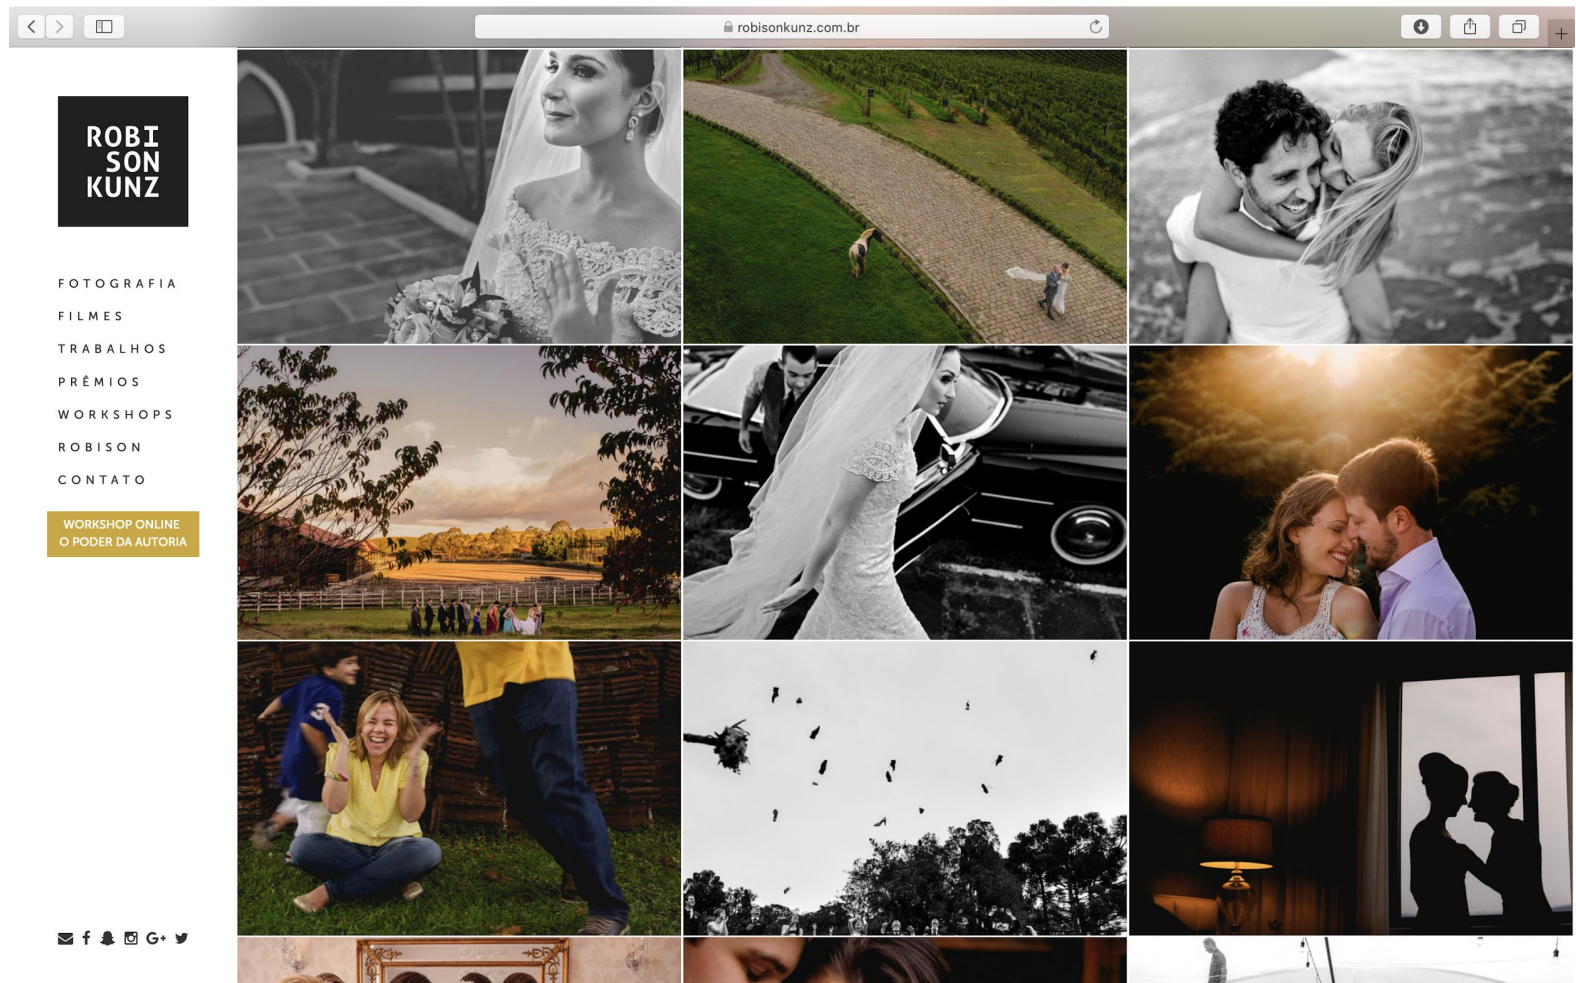 robisonkunz.com.br
ROBI
SON
KUNZ
FOTOGRAFIA
FILMES
TRABALHOS
PRÊMIOS
WORKSHOPS
ROBISON
CONTATO
WORKSHOP ONLINE
O PODER DA AUTORIA
G+